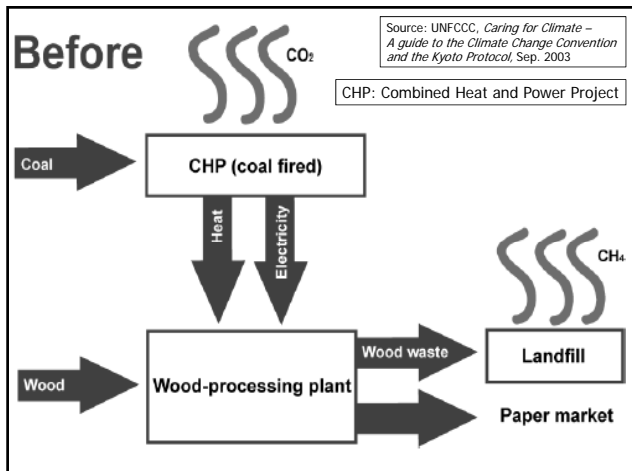 Before
CO₂
Source: UNFCCC, Caring for Climate –
A guide to the Climate Change Convention
and the Kyoto Protocol, Sep. 2003
CHP: Combined Heat and Power Project
Coal
CHP (coal fired)
Heat
Electricity
CH₄
Wood
Wood-processing plant
Wood waste
Landfill
Paper market